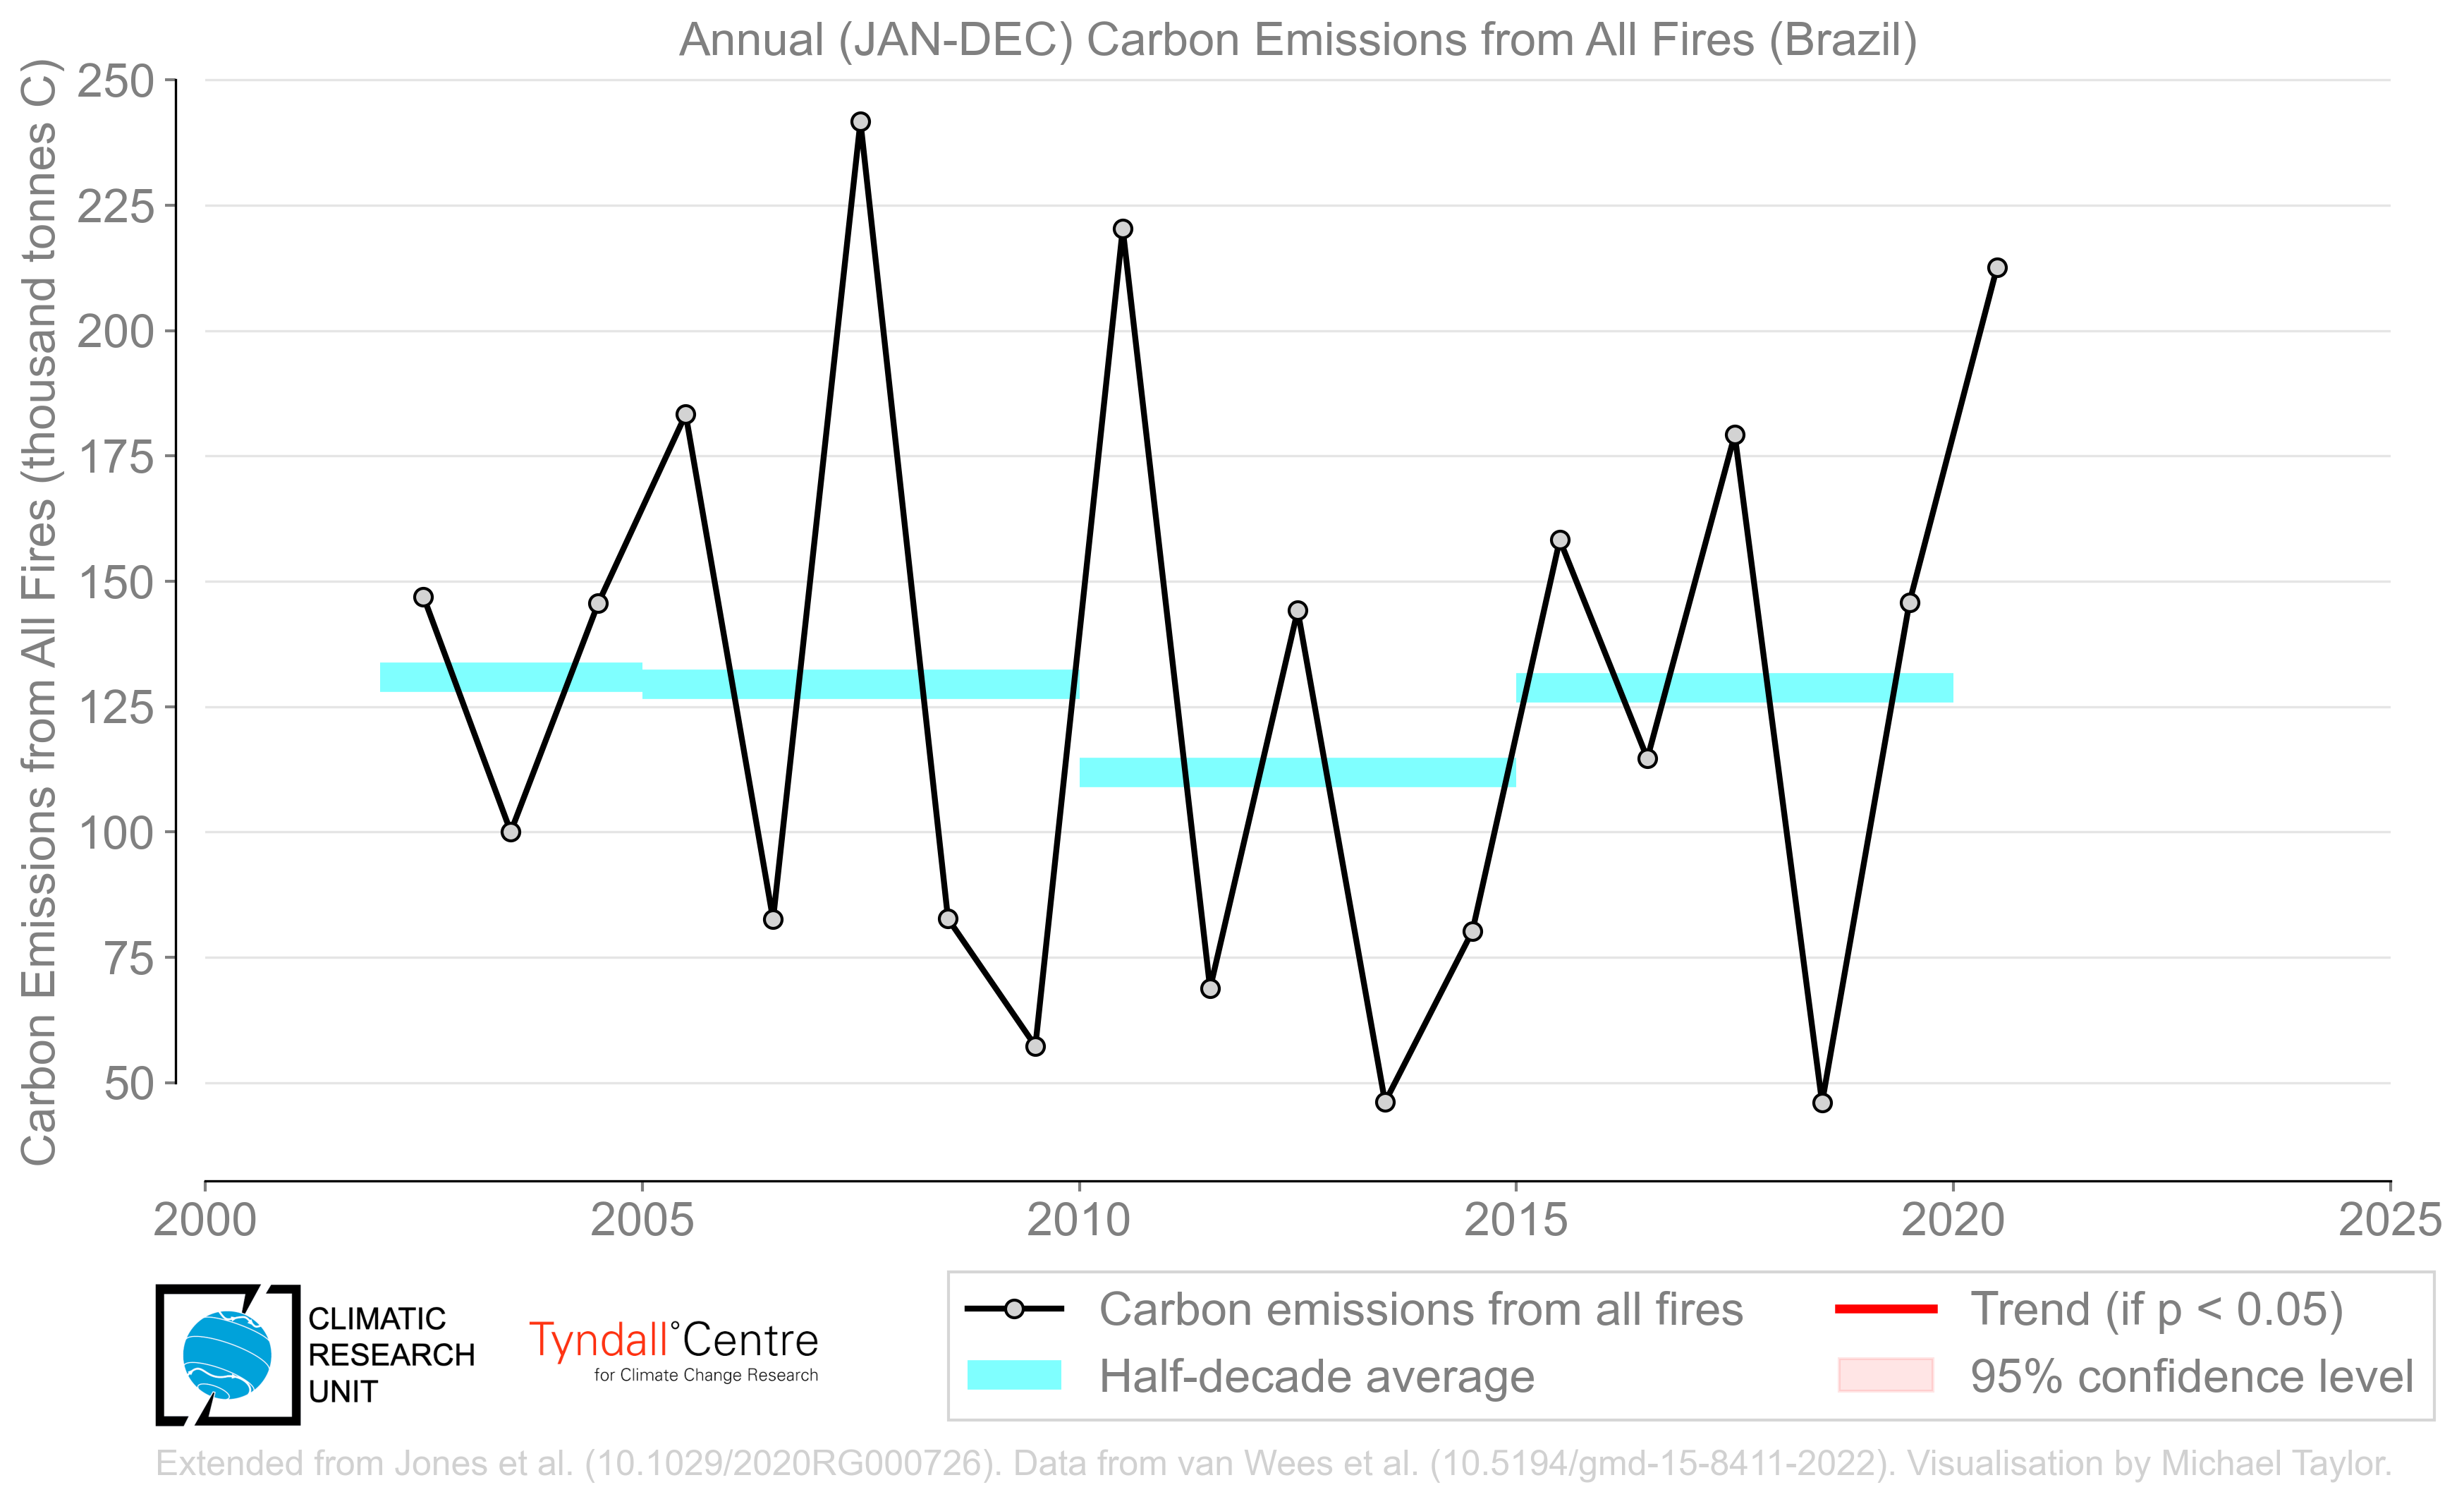 Annual (JAN-DEC) Carbon Emissions from All Fires (Brazil)
Carbon Emissions from All Fires (thousand tonnes C)
250
225
200
175
150
125
100
75
50
2000 2005 2010 2015 2020 2025
CLIMATIC
RESEARCH
UNIT
Tyndall°Centre
for Climate Change Research
Carbon emissions from all fires
Half-decade average
Trend (if p < 0.05)
95% confidence level
Extended from Jones et al. (10.1029/2020RG000726). Data from van Wees et al. (10.5194/gmd-15-8411-2022). Visualisation by Michael Taylor.